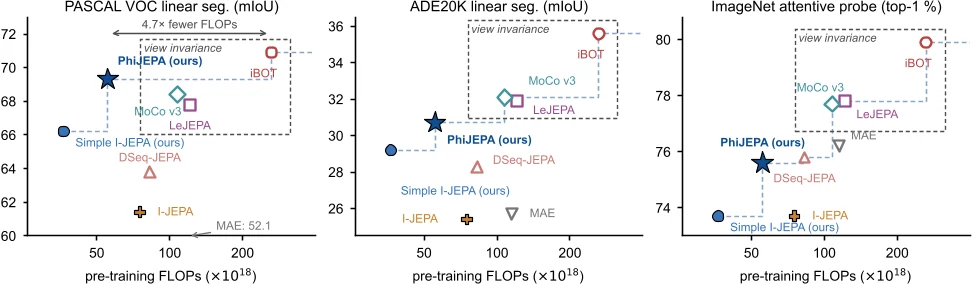 PASCAL VOC linear seg. (mIoU)
72
70
68
66
64
62
60
4.7× fewer FLOPs
view invariance
PhiJEPA (ours)
iBOT
MoCo v3
LeJEPA
Simple I-JEPA (ours)
DSeq-JEPA
I-JEPA
MAE: 52.1
50
100
200
pre-training FLOPs (×10¹⁸)
ADE20K linear seg. (mIoU)
36
34
32
30
28
26
view invariance
iBOT
MoCo v3
LeJEPA
PhiJEPA (ours)
DSeq-JEPA
Simple I-JEPA (ours)
I-JEPA
MAE
50
100
200
pre-training FLOPs (×10¹⁸)
ImageNet attentive probe (top-1 %)
80
78
76
74
view invariance
iBOT
MoCo v3
LeJEPA
MAE
PhiJEPA (ours)
DSeq-JEPA
I-JEPA
Simple I-JEPA (ours)
50
100
200
pre-training FLOPs (×10¹⁸)